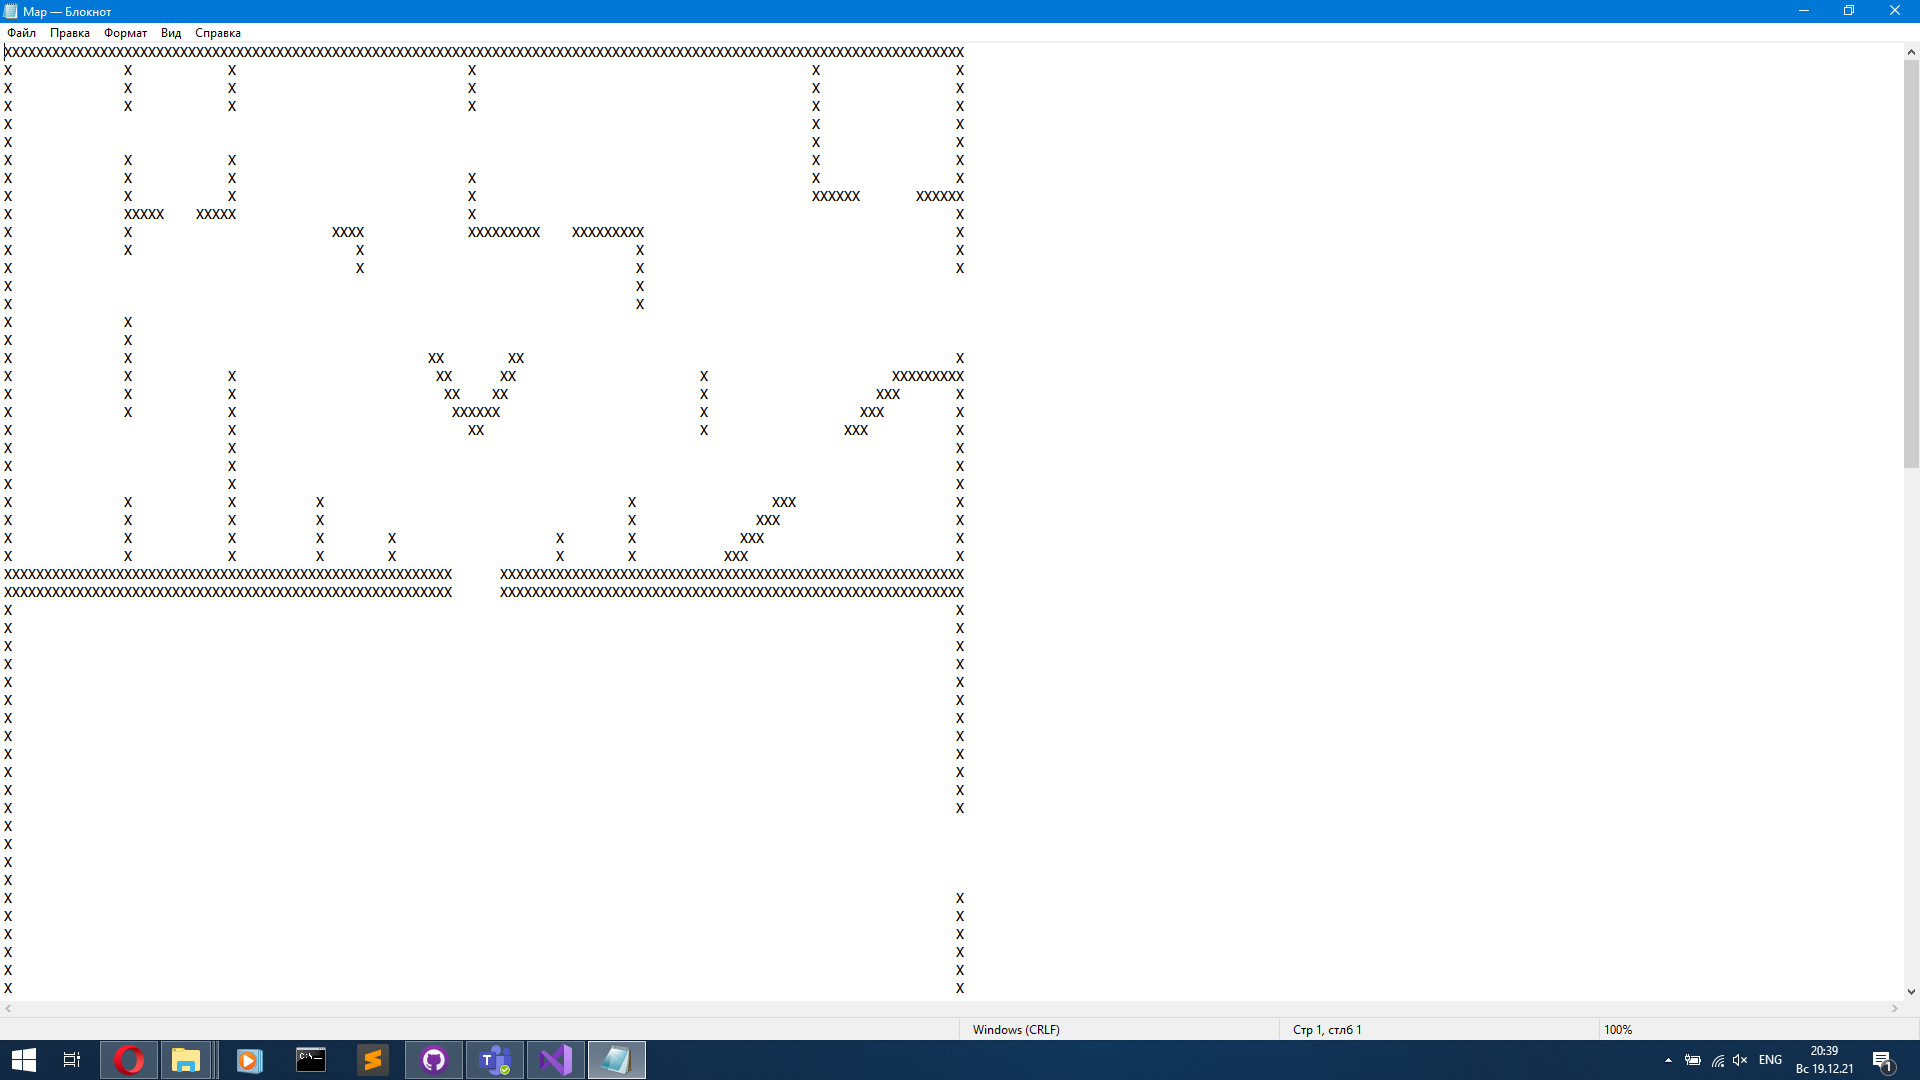 Map — Блокнот
Файл Правка Формат Вид Справка
XXXXXXXXXXXXXXXXXXXXXXXXXXXXXXXXXXXXXXXXXXXXXXXXXXXXXXXXXXXXXXXXXXXXXXXXXXXXXXXXXXXXXXXXXXXXXXXXXXXXXXXXXXXXXXXXXXXXXXXX
X X X X X X
X X X X X X
X X X X X X
X X X
X X X
X X X X X
X X X X X
X X X X XXXXXX XXXXXX
X XXXXX XXXXX X X
X X XXXX XXXXXXXXX XXXXXXXXX X
X X X X X
X X X X
X X
X X
X X
X X
X X XX XX X
X X X XX XX X XXXXXXXXX
X X X XX XX X XXX X
X X X XXXXXX X XXX X
X X XX X XXX X
X X X
X X X
X X X
X X X X X XXX X
X X X X X XXX X
X X X X X X X XXX X
X X X X X X X XXX X
XXXXXXXXXXXXXXXXXXXXXXXXXXXXXXXXXXXXXXXXXXXXXXXXXXXXXXXX XXXXXXXXXXXXXXXXXXXXXXXXXXXXXXXXXXXXXXXXXXXXXXXXXXXXXXXXXX
XXXXXXXXXXXXXXXXXXXXXXXXXXXXXXXXXXXXXXXXXXXXXXXXXXXXXXXX XXXXXXXXXXXXXXXXXXXXXXXXXXXXXXXXXXXXXXXXXXXXXXXXXXXXXXXXXX
X X
X X
X X
X X
X X
X X
X X
X X
X X
X X
X X
X X
X
X
X
X
X X
X X
X X
X X
X X
X X
Windows (CRLF) Стр 1, стлб 1 100%
ENG
20:39
Вс 19.12.21
1